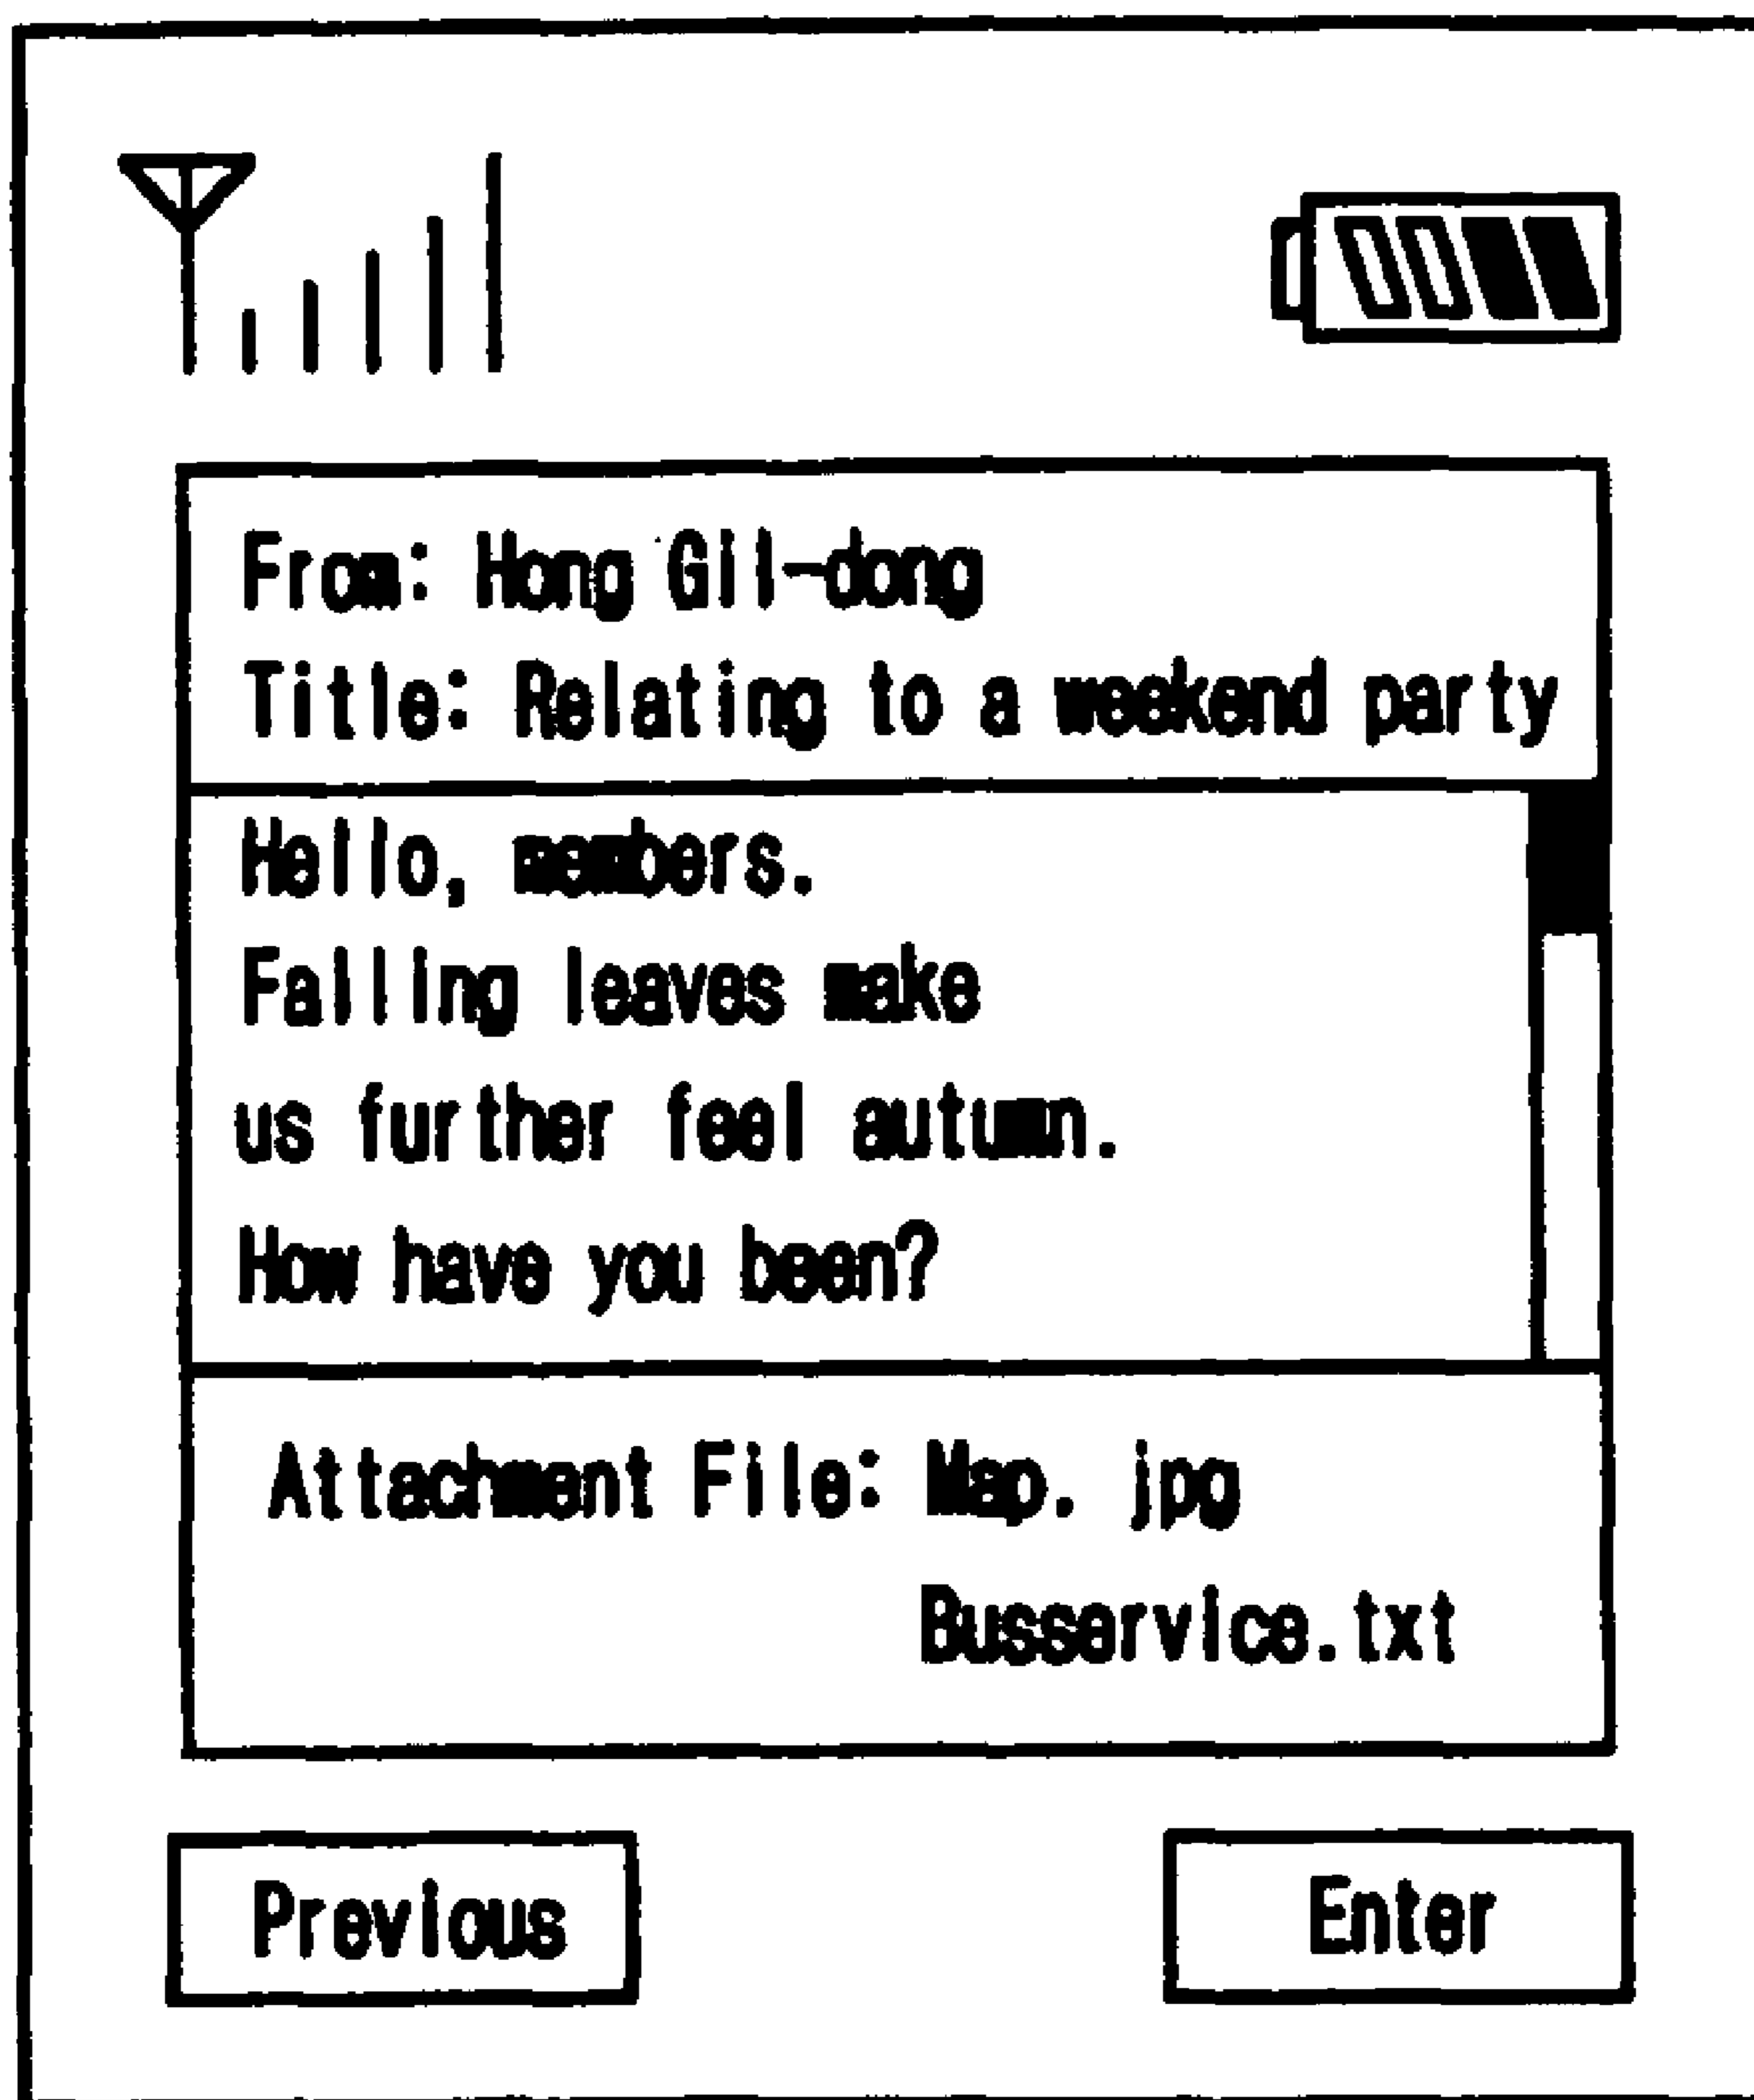 From: Hong Gil-dong
Title: Relating to a weekend party
Hello, members.
Falling leaves make
us further feel autumn.
How have you been?
Attachment File: Map. jpg
Busservice.txt
Previous
Enter